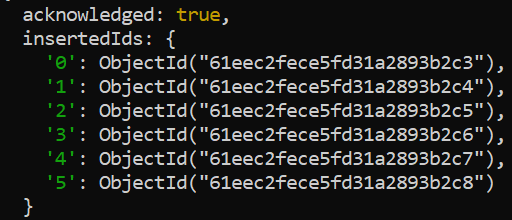 acknowledged: true,
insertedIds: {
'0': ObjectId("61eec2fece5fd31a2893b2c3"),
'1': ObjectId("61eec2fece5fd31a2893b2c4"),
'2': ObjectId("61eec2fece5fd31a2893b2c5"),
'3': ObjectId("61eec2fece5fd31a2893b2c6"),
'4': ObjectId("61eec2fece5fd31a2893b2c7"),
'5': ObjectId("61eec2fece5fd31a2893b2c8")
}